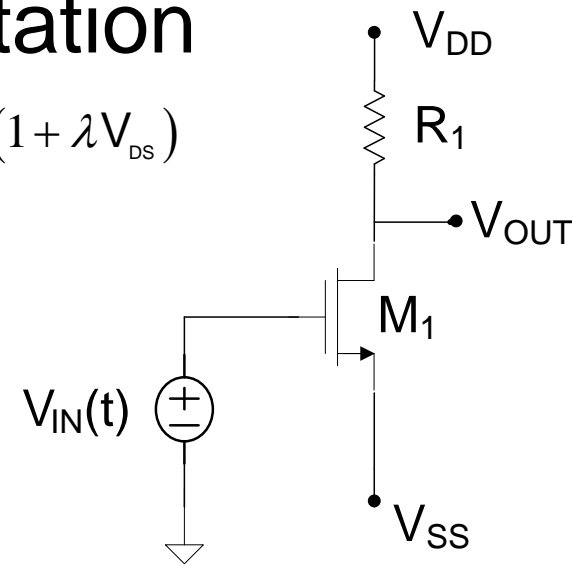 tation
(1 + λV_DS)
V_DD
R_1
V_OUT
M_1
V_IN(t)
V_SS